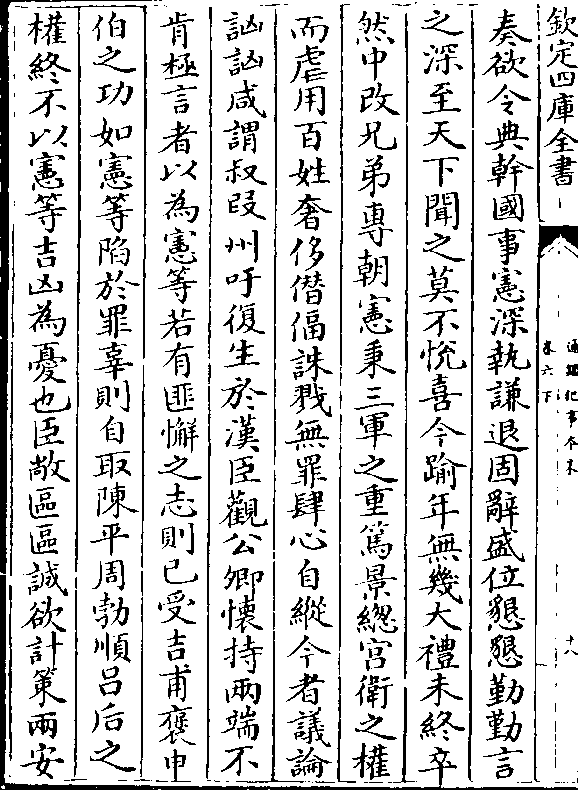 欽定四庫全書
通鑑紀事本末
卷六下
十八
奏欲令典幹國事憲深執謙退固辭盛位懇懇勤勤言
之深至天下聞之莫不悅喜今踰年無幾大禮未終卒
然中改兄弟專朝憲秉三軍之重篤景總宫衛之權
而虐用百姓奢侈僭偪誅戮無罪肆心自縱今者議論
訩訩咸謂叔段州吁復生於漢臣觀公卿懷持兩端不
肯極言者以為憲等若有匪懈之志則已受吉甫褒申
伯之功如憲等陷於罪辜則自取陳平周勃順吕后之
權終不以憲等吉凶為憂也臣敞區區誠欲計策兩安